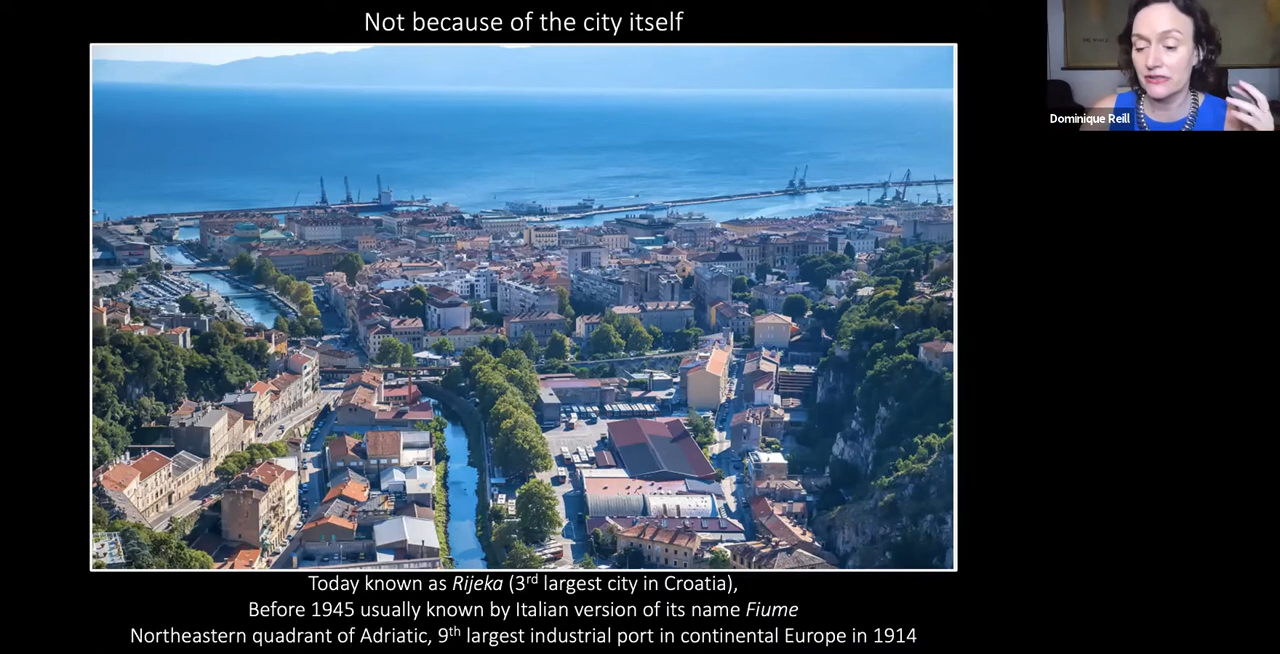 Not because of the city itself
Dominique Reill
Today known as Rijeka (3rd largest city in Croatia),
Before 1945 usually known by Italian version of its name Fiume
Northeastern quadrant of Adriatic, 9th largest industrial port in continental Europe in 1914